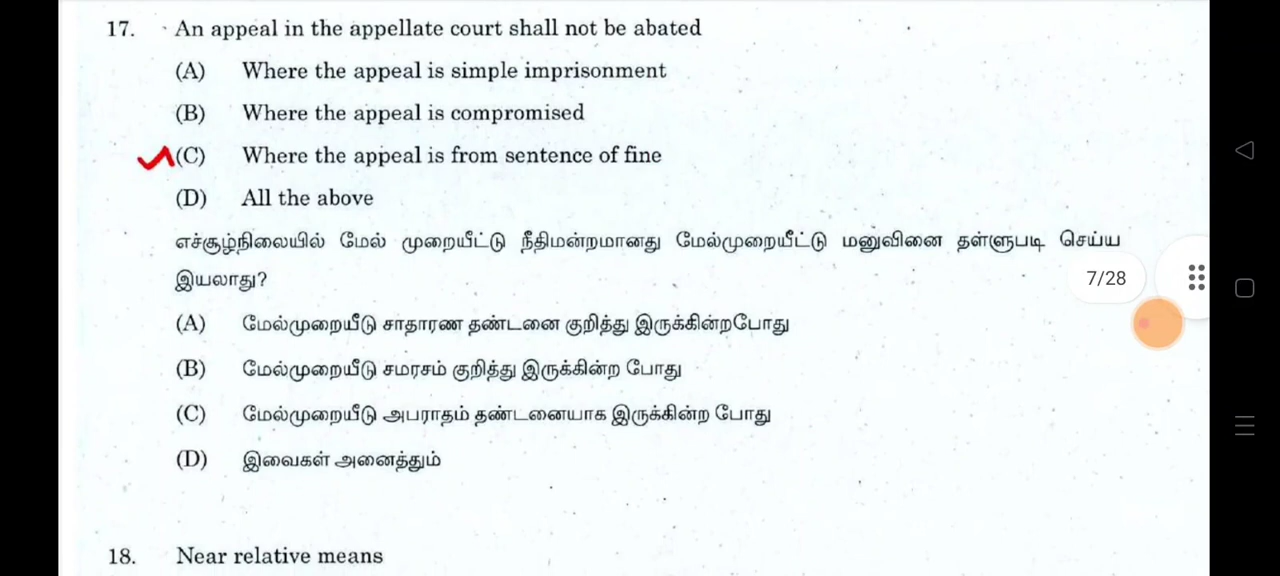 17. An appeal in the appellate court shall not be abated
(A) Where the appeal is simple imprisonment
(B) Where the appeal is compromised
(C) Where the appeal is from sentence of fine
(D) All the above
எச்சூழ்நிலையில் மேல் முறையீட்டு நீதிமன்றமானது மேல்முறையீட்டு மனுவினை தள்ளுபடி செய்ய
இயலாது?
7/28
(A) மேல்முறையீடு சாதாரண தண்டனை குறித்து இருக்கின்றபோது
(B) மேல்முறையீடு சமரசம் குறித்து இருக்கின்ற போது
(C) மேல்முறையீடு அபராதம் தண்டனையாக இருக்கின்ற போது
(D) இவைகள் அனைத்தும்
18. Near relative means